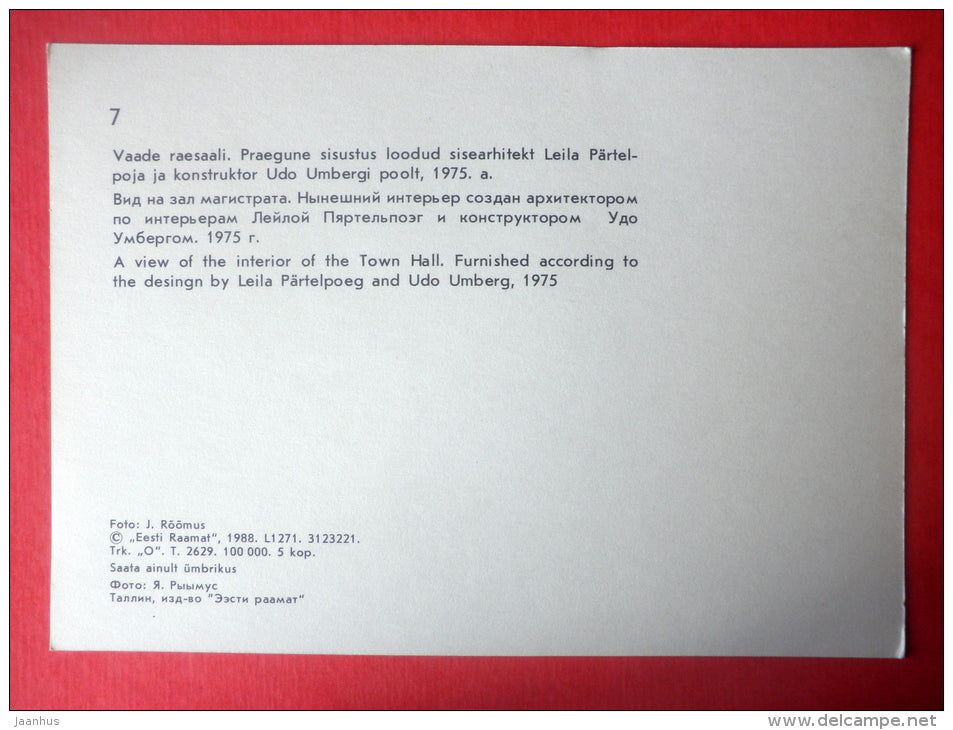 7
Vaade raesaali. Praegune sisustus loodud sisearhitekt Leila Pärtel-
poja ja konstruktor Udo Umbergi poolt, 1975. a.
Вид на зал магистрата. Нынешний интерьер создан архитектором
по интерьерам Лейлой Пяртельпоэг и конструктором Удо
Умбергом. 1975 г.
A view of the interior of the Town Hall. Furnished according to
the desingn by Leila Pärtelpoeg and Udo Umberg, 1975
Foto: J. Rõõmus
© „Eesti Raamat“, 1988. L1271. 3123221.
Trk. „O“. T. 2629. 100 000. 5 kop.
Saata ainult ümbrikus
Фото: Я. Рыымус
Таллин, изд-во "Ээсти раамат"
Jaanhus
www.delcampe.net